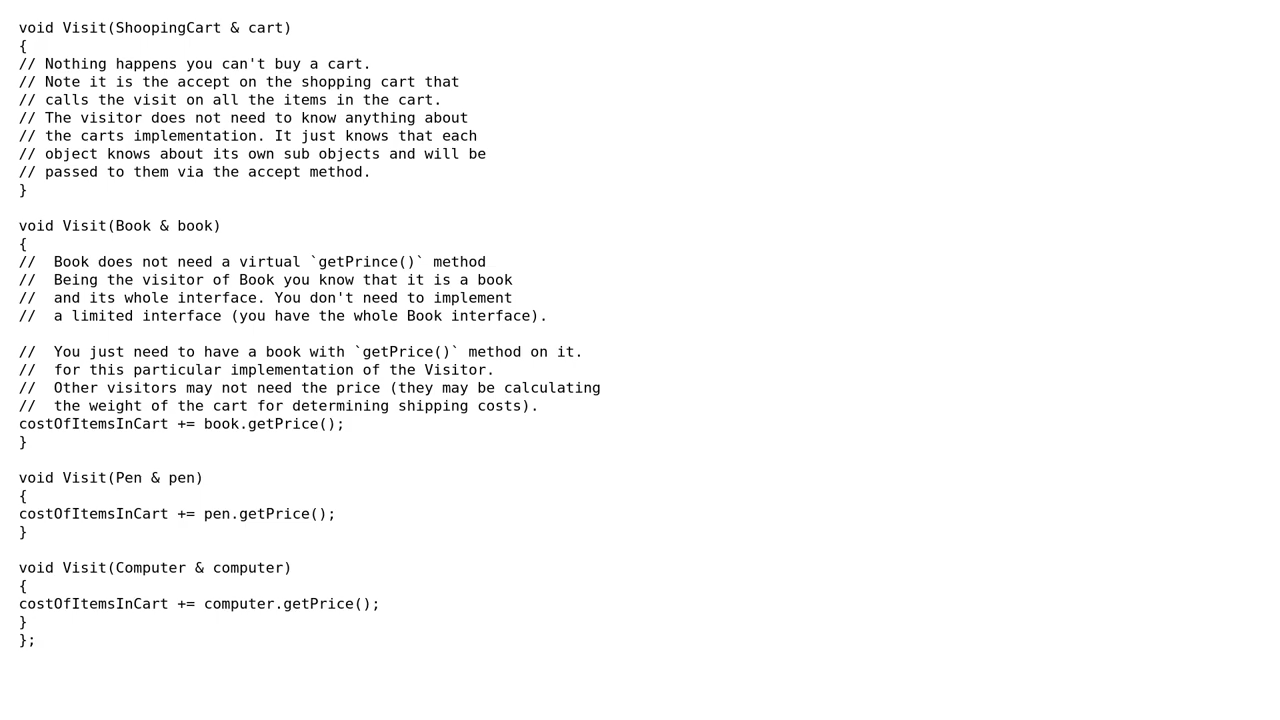 void Visit(ShoopingCart & cart)
{
// Nothing happens you can't buy a cart.
// Note it is the accept on the shopping cart that
// calls the visit on all the items in the cart.
// The visitor does not need to know anything about
// the carts implementation. It just knows that each
// object knows about its own sub objects and will be
// passed to them via the accept method.
}

void Visit(Book & book)
{
//  Book does not need a virtual `getPrince()` method
//  Being the visitor of Book you know that it is a book
//  and its whole interface. You don't need to implement
//  a limited interface (you have the whole Book interface).

//  You just need to have a book with `getPrice()` method on it.
//  for this particular implementation of the Visitor.
//  Other visitors may not need the price (they may be calculating
//  the weight of the cart for determining shipping costs).
costOfItemsInCart += book.getPrice();
}

void Visit(Pen & pen)
{
costOfItemsInCart += pen.getPrice();
}

void Visit(Computer & computer)
{
costOfItemsInCart += computer.getPrice();
}
};